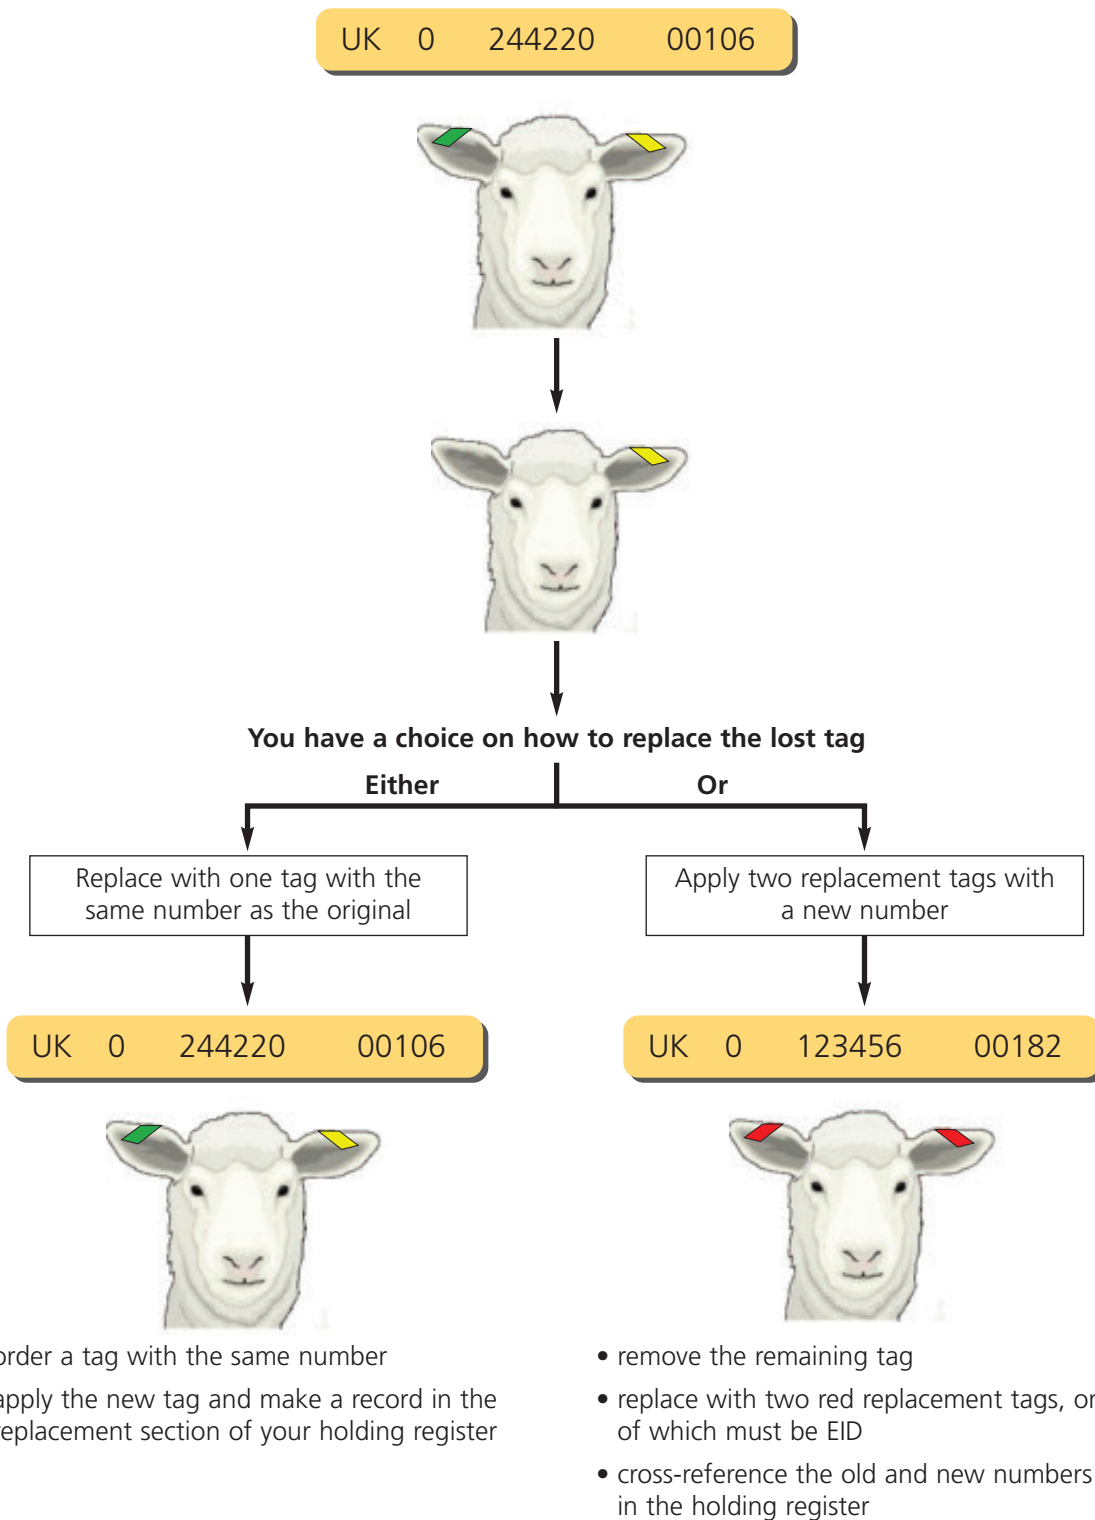 UK 0 244220 00106
You have a choice on how to replace the lost tag
Either Or
Replace with one tag with the
same number as the original
Apply two replacement tags with
a new number
UK 0 244220 00106
UK 0 123456 00182
order a tag with the same number
apply the new tag and make a record in the
replacement section of your holding register
• remove the remaining tag
• replace with two red replacement tags,
of which must be EID
• cross-reference the old and new numbers
in the holding register